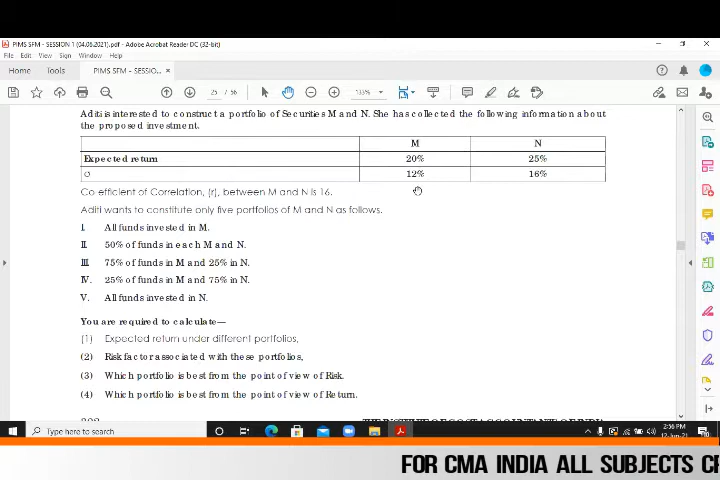 PIMS SFM - SESSION 1 (04.06.2021).pdf - Adobe Acrobat Reader DC (32-bit)
File Edit View Sign Window Help
Home Tools PIMS SFM - SESSIO... ×
25 / 56 133%
Aditi is interested to construct a portfolio of Securities M and N. She has collected the following information about
the proposed investment.
M N
Expected return 20% 25%
σ 12% 16%
Co efficient of Correlation, (r), between M and N is 16.
Aditi wants to constitute only five portfolios of M and N as follows.
I. All funds invested in M.
II. 50% of funds in each M and N.
III. 75% of funds in M and 25% in N.
IV. 25% of funds in M and 75% in N.
V. All funds invested in N.
You are required to calculate—
(1) Expected return under different portfolios,
(2) Risk factor associated with these portfolios,
(3) Which portfolio is best from the point of view of Risk.
(4) Which portfolio is best from the point of view of Return.
Type here to search
2:56 PM
FOR CMA INDIA ALL SUBJECTS